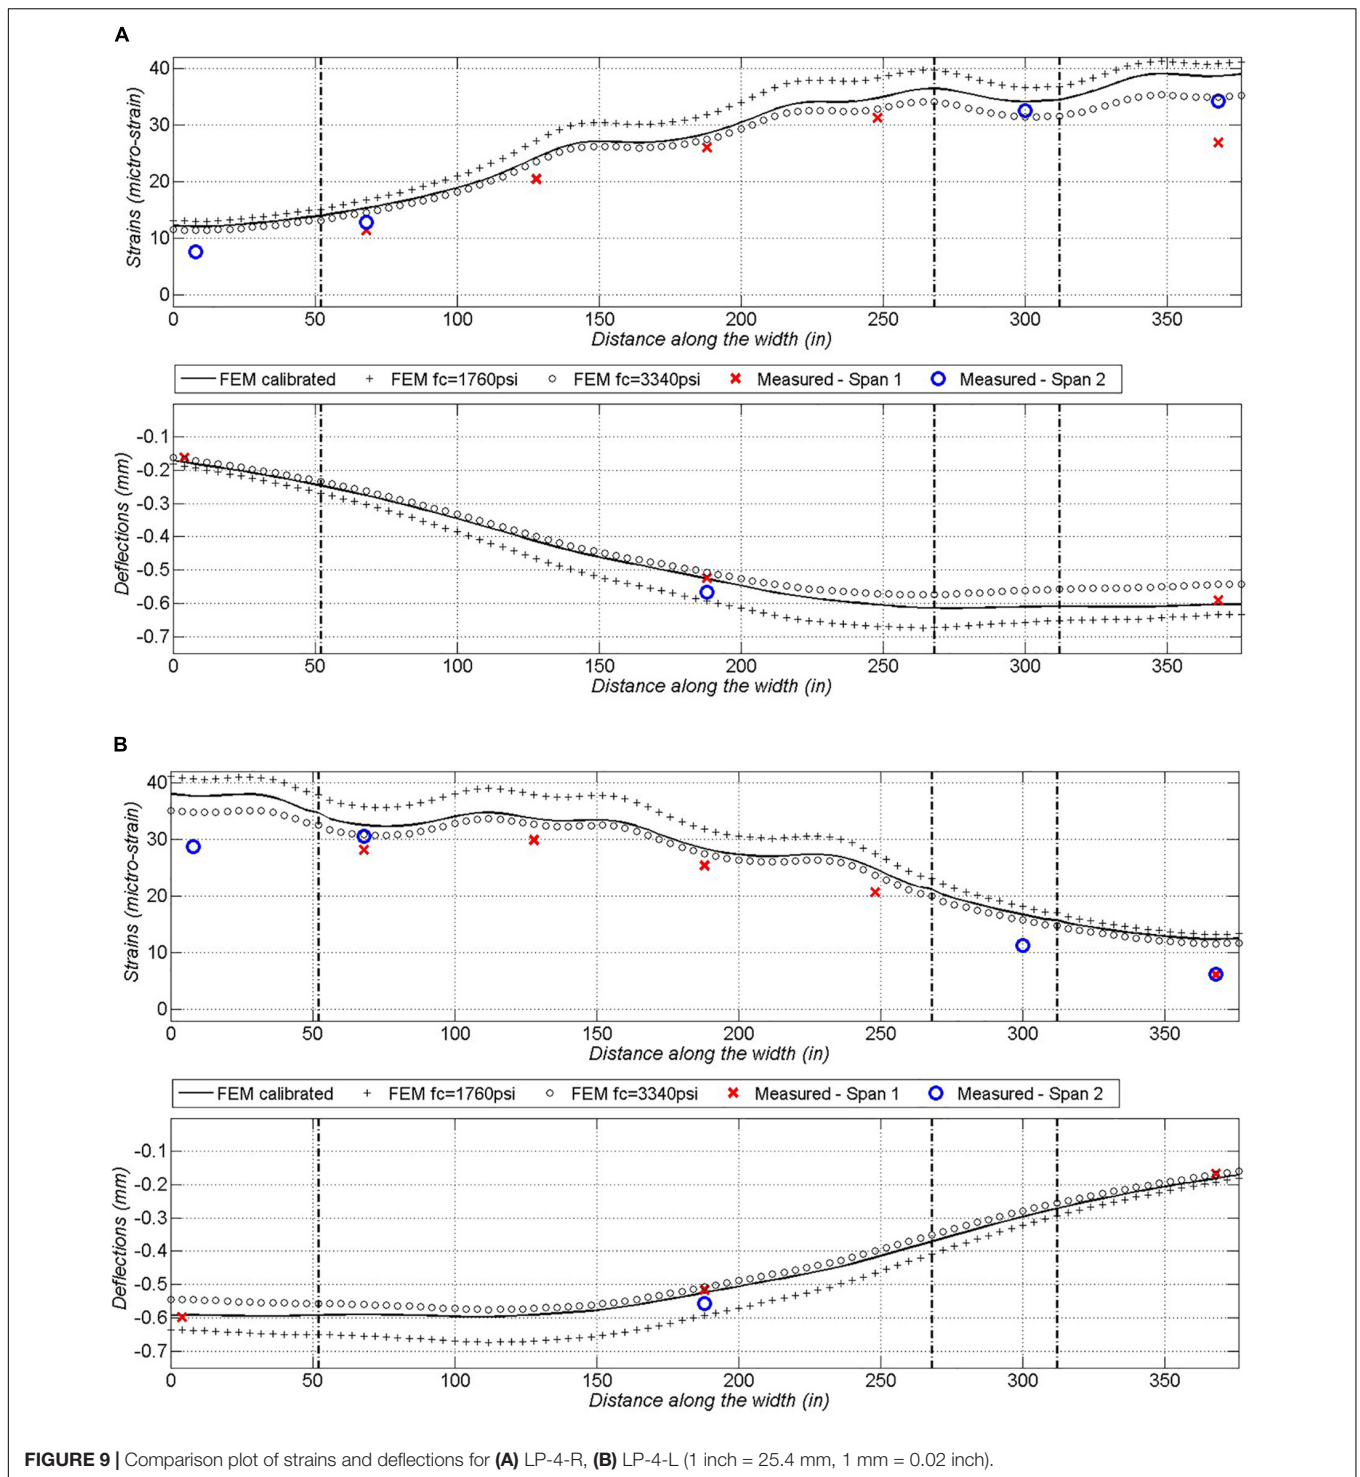 A
40
30
20
10
0
Strains (mictro-strain)
0 50 100 150 200 250 300 350
Distance along the width (in)
FEM calibrated + FEM fc=1760psi FEM fc=3340psi Measured - Span 1 Measured - Span 2
-0.1
-0.2
-0.3
-0.4
-0.5
-0.6
-0.7
Deflections (mm)
0 50 100 150 200 250 300 350
Distance along the width (in)
B
40
30
20
10
0
Strains (mictro-strain)
0 50 100 150 200 250 300 350
Distance along the width (in)
FEM calibrated + FEM fc=1760psi FEM fc=3340psi Measured - Span 1 Measured - Span 2
-0.1
-0.2
-0.3
-0.4
-0.5
-0.6
-0.7
Deflections (mm)
0 50 100 150 200 250 300 350
Distance along the width (in)
FIGURE 9 | Comparison plot of strains and deflections for (A) LP-4-R, (B) LP-4-L (1 inch = 25.4 mm, 1 mm = 0.02 inch).